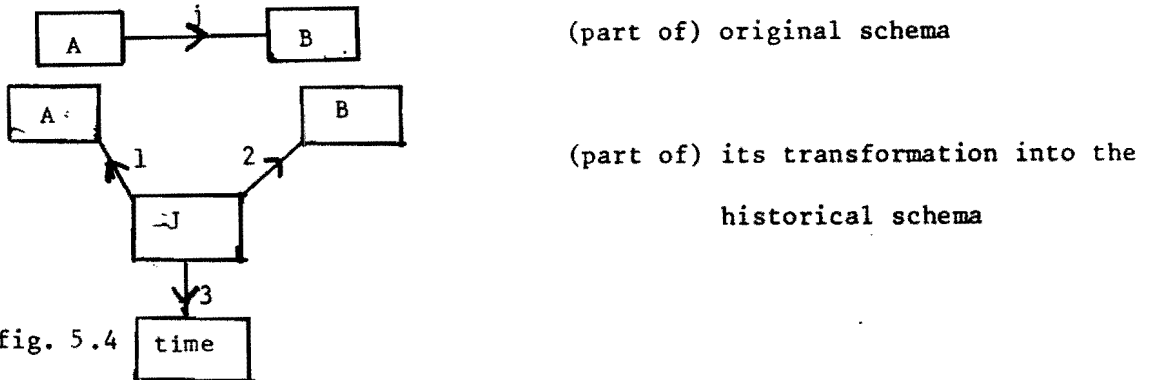 j
A B (part of) original schema
A B
1 2 (part of) its transformation into the
J historical schema
3
fig. 5.4 time